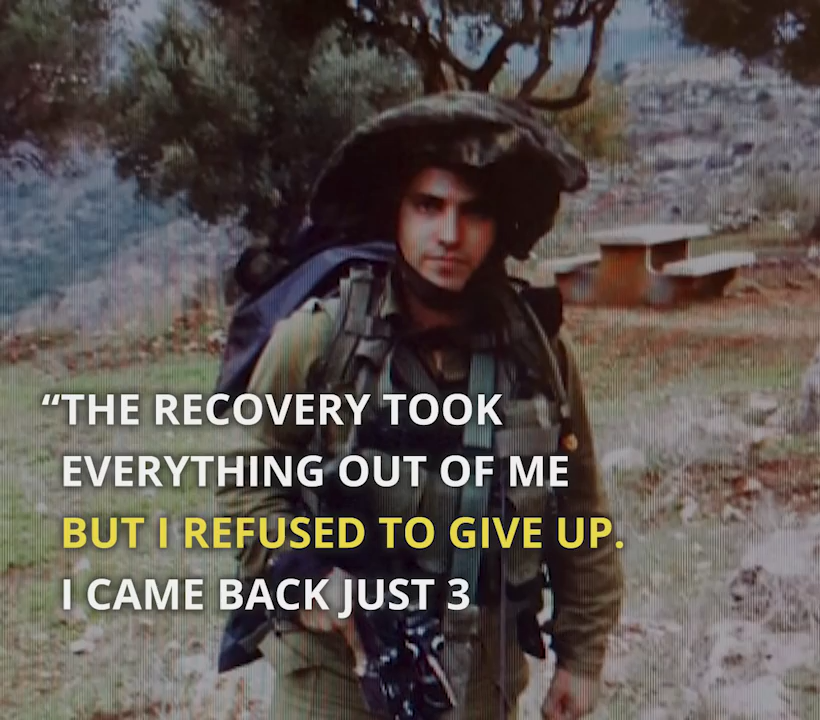 “THE RECOVERY TOOK
EVERYTHING OUT OF ME
BUT I REFUSED TO GIVE UP.
I CAME BACK JUST 3